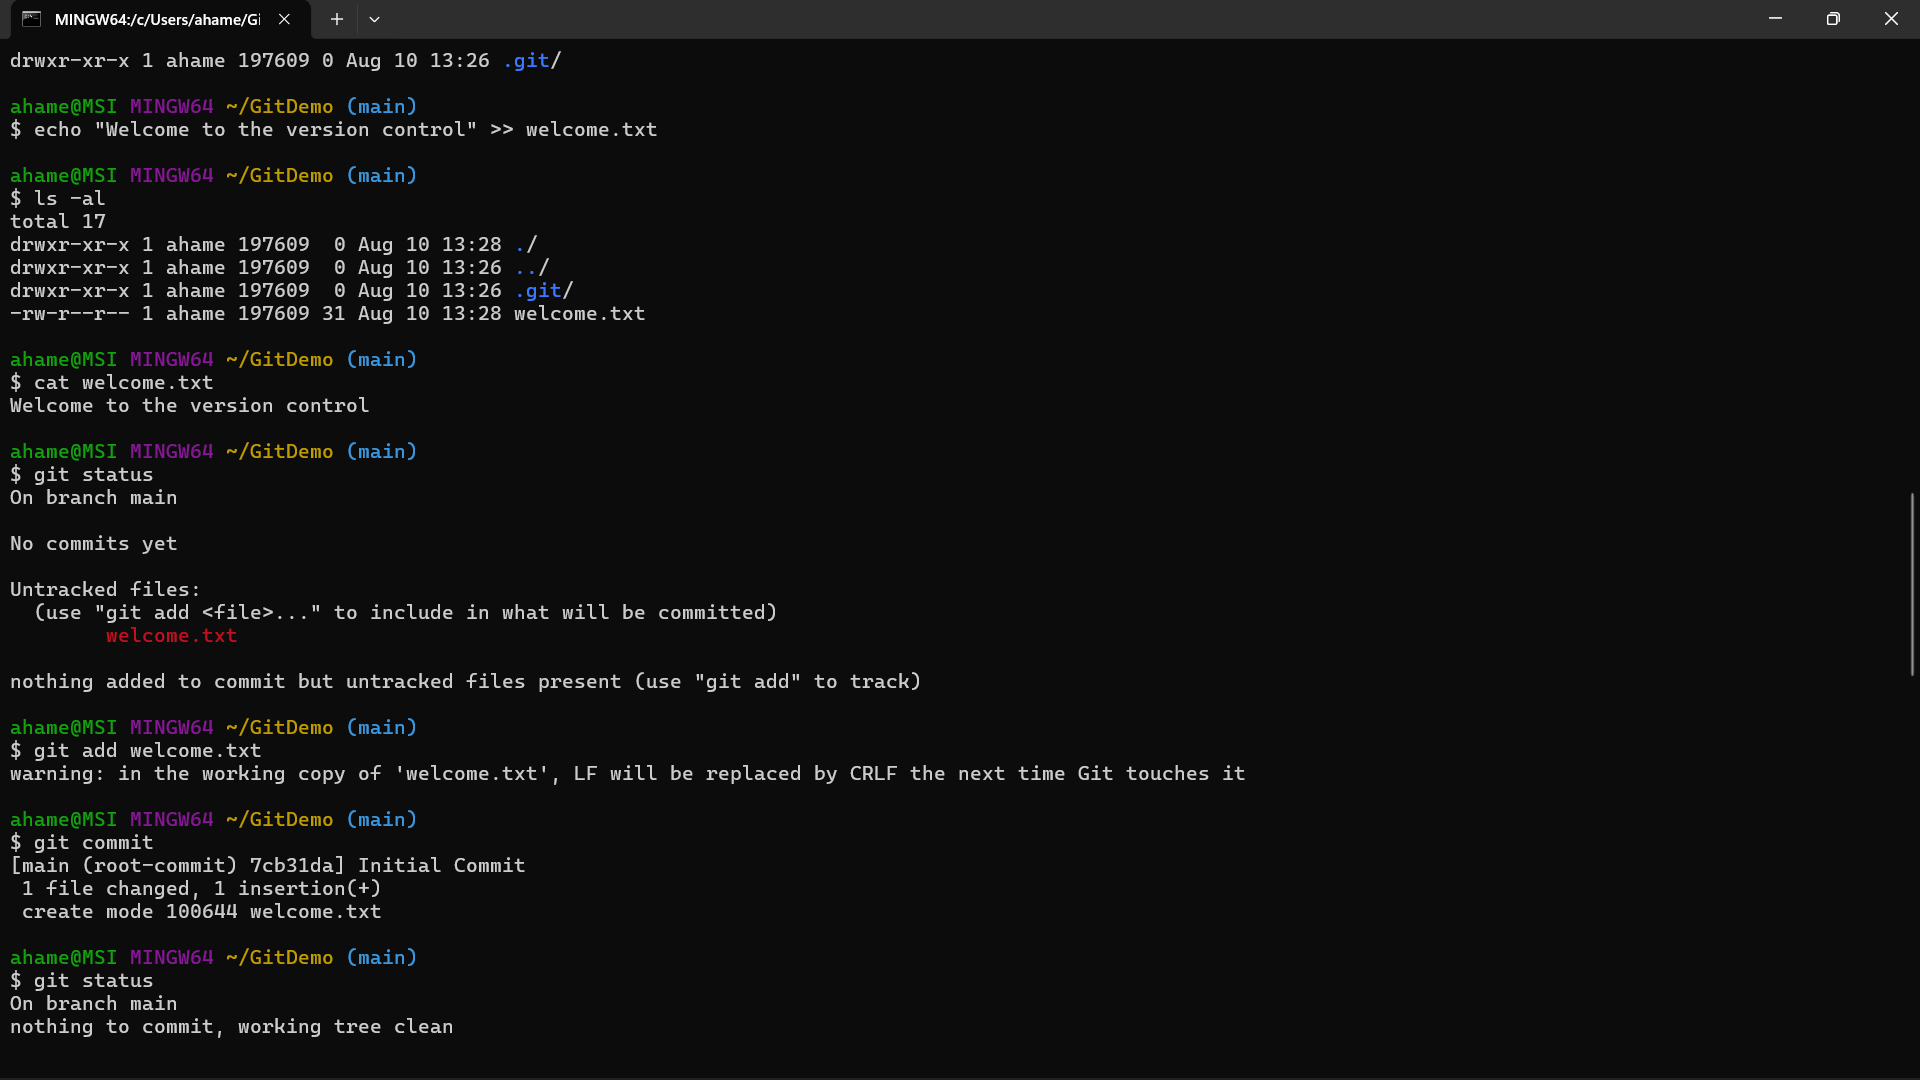 MINGW64:/c/Users/ahame/Gi
drwxr-xr-x 1 ahame 197609 0 Aug 10 13:26 .git/
ahame@MSI MINGW64 ~/GitDemo (main)
$ echo "Welcome to the version control" >> welcome.txt
ahame@MSI MINGW64 ~/GitDemo (main)
$ ls -al
total 17
drwxr-xr-x 1 ahame 197609  0 Aug 10 13:28 ./
drwxr-xr-x 1 ahame 197609  0 Aug 10 13:26 ../
drwxr-xr-x 1 ahame 197609  0 Aug 10 13:26 .git/
-rw-r--r-- 1 ahame 197609 31 Aug 10 13:28 welcome.txt
ahame@MSI MINGW64 ~/GitDemo (main)
$ cat welcome.txt
Welcome to the version control
ahame@MSI MINGW64 ~/GitDemo (main)
$ git status
On branch main
No commits yet
Untracked files:
  (use "git add <file>..." to include in what will be committed)
        welcome.txt
nothing added to commit but untracked files present (use "git add" to track)
ahame@MSI MINGW64 ~/GitDemo (main)
$ git add welcome.txt
warning: in the working copy of 'welcome.txt', LF will be replaced by CRLF the next time Git touches it
ahame@MSI MINGW64 ~/GitDemo (main)
$ git commit
[main (root-commit) 7cb31da] Initial Commit
 1 file changed, 1 insertion(+)
 create mode 100644 welcome.txt
ahame@MSI MINGW64 ~/GitDemo (main)
$ git status
On branch main
nothing to commit, working tree clean